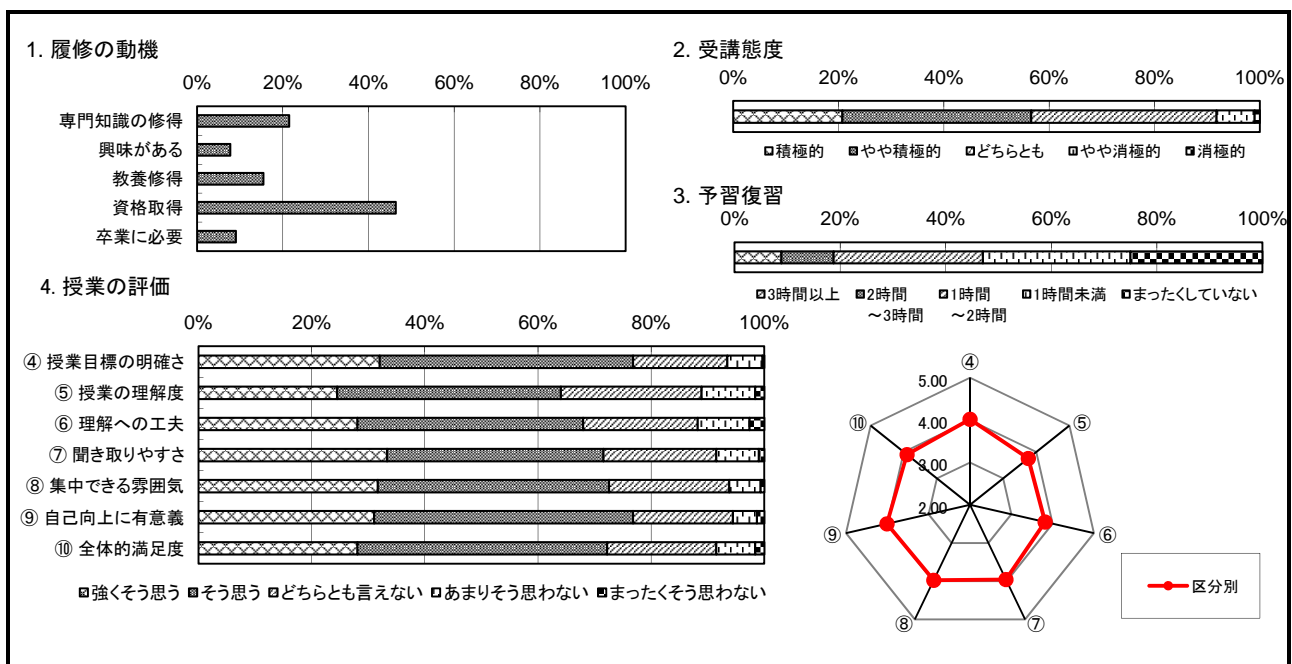 1. 履修の動機
0% 20% 40% 60% 80% 100%
専門知識の修得
興味がある
教養修得
資格取得
卒業に必要
2. 受講態度
0% 20% 40% 60% 80% 100%
積極的 やや積極的 どちらとも やや消極的 消極的
3. 予習復習
0% 20% 40% 60% 80% 100%
3時間以上 2時間～3時間 1時間～2時間 1時間未満 まったくしていない
4. 授業の評価
0% 20% 40% 60% 80% 100%
④ 授業目標の明確さ
⑤ 授業の理解度
⑥ 理解への工夫
⑦ 聞き取りやすさ
⑧ 集中できる雰囲気
⑨ 自己向上に有意義
⑩ 全体的満足度
強くそう思う そう思う どちらとも言えない あまりそう思わない まったくそう思わない
④
5.00
⑤
⑩
4.00
3.00
2.00
⑨
⑥
⑧
⑦
区分別